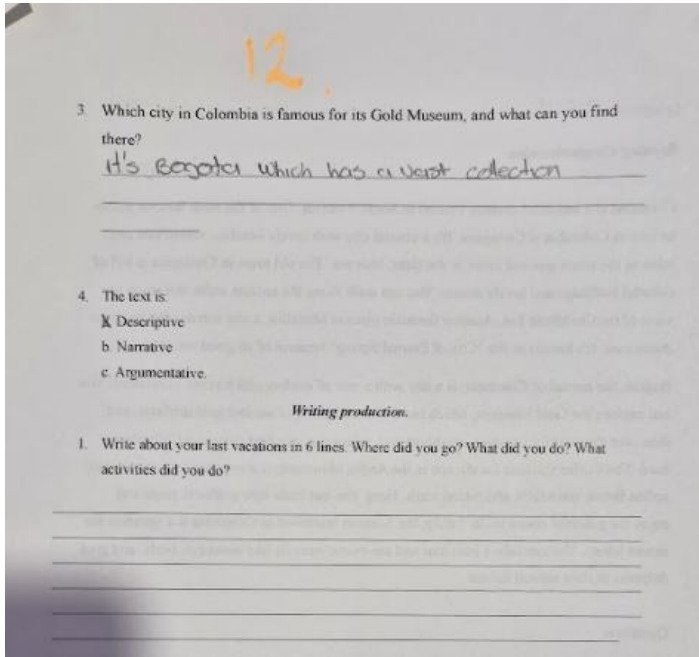 12.
3. Which city in Colombia is famous for its Gold Museum, and what can you find
there?
It's Bogota which has a vast collection
4. The text is:
a. Descriptive
b. Narrative
c. Argumentative.
Writing production.
1. Write about your last vacations in 6 lines. Where did you go? What did you do? What
activities did you do?